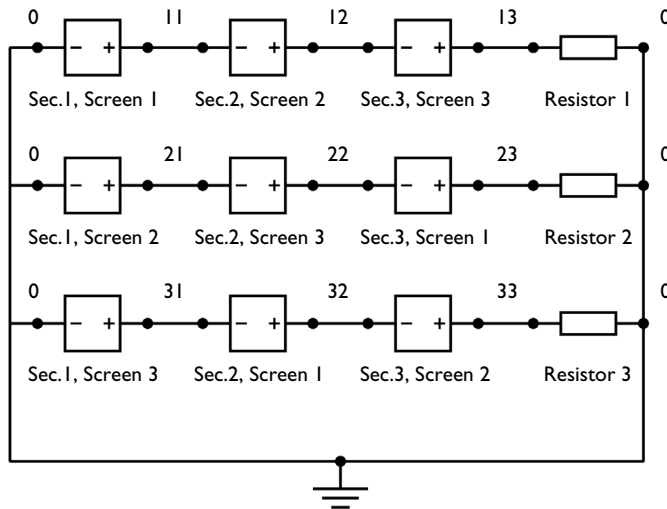 0 11 12 13 0
− + − + − +
Sec.1, Screen 1 Sec.2, Screen 2 Sec.3, Screen 3 Resistor 1
0 21 22 23 0
− + − + − +
Sec.1, Screen 2 Sec.2, Screen 3 Sec.3, Screen 1 Resistor 2
0 31 32 33 0
− + − + − +
Sec.1, Screen 3 Sec.2, Screen 1 Sec.3, Screen 2 Resistor 3